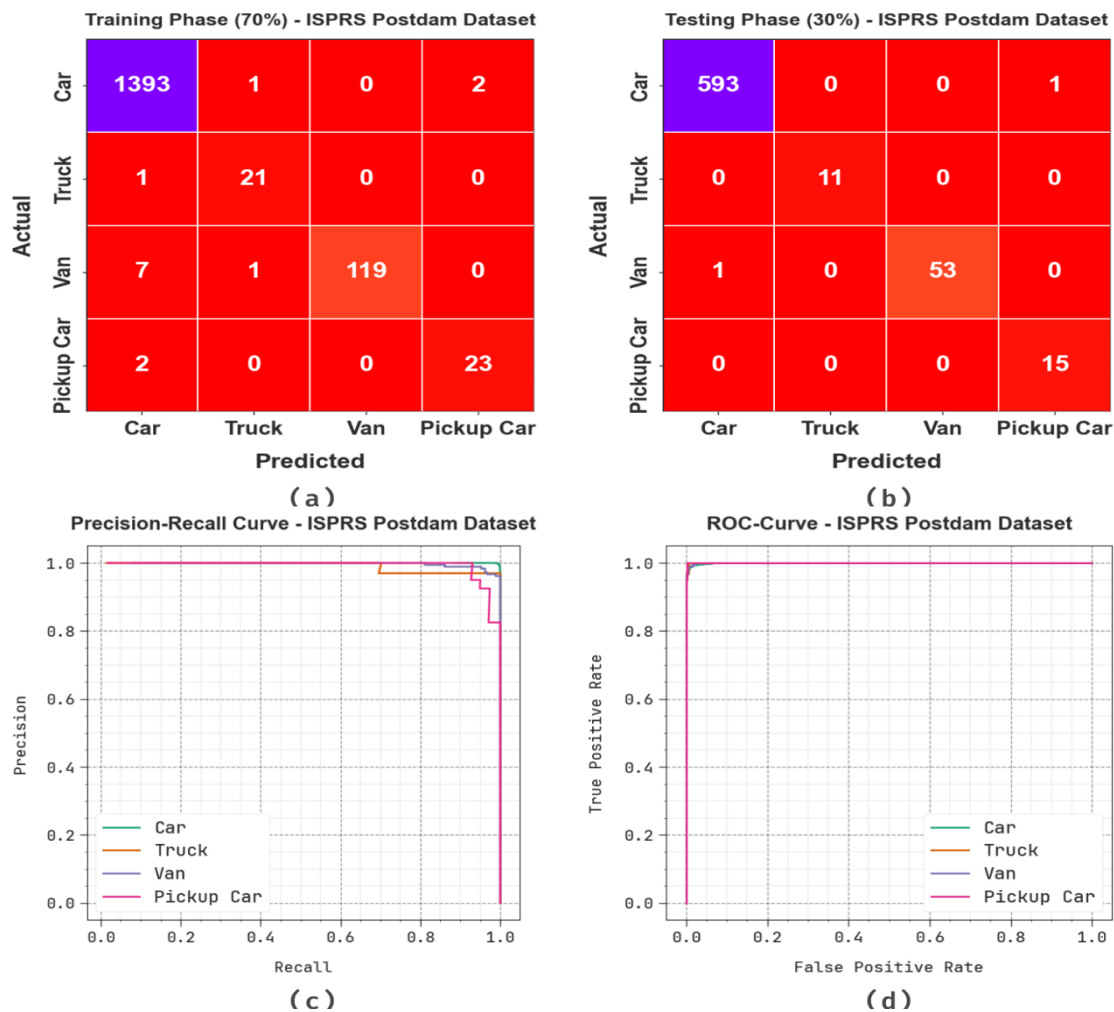 Training Phase (70%) - ISPRS Postdam Dataset
Actual
Car
Truck
Van
Pickup Car
1393 1 0 2
1 21 0 0
7 1 119 0
2 0 0 23
Car Truck Van Pickup Car
Predicted
(a)
Testing Phase (30%) - ISPRS Postdam Dataset
Actual
Car
Truck
Van
Pickup Car
593 0 0 1
0 11 0 0
1 0 53 0
0 0 0 15
Car Truck Van Pickup Car
Predicted
(b)
Precision-Recall Curve - ISPRS Postdam Dataset
Precision
1.0
0.8
0.6
0.4
0.2
0.0
Car
Truck
Van
Pickup Car
0.0 0.2 0.4 0.6 0.8 1.0
Recall
(c)
ROC-Curve - ISPRS Postdam Dataset
True Positive Rate
1.0
0.8
0.6
0.4
0.2
0.0
Car
Truck
Van
Pickup Car
0.0 0.2 0.4 0.6 0.8 1.0
False Positive Rate
(d)